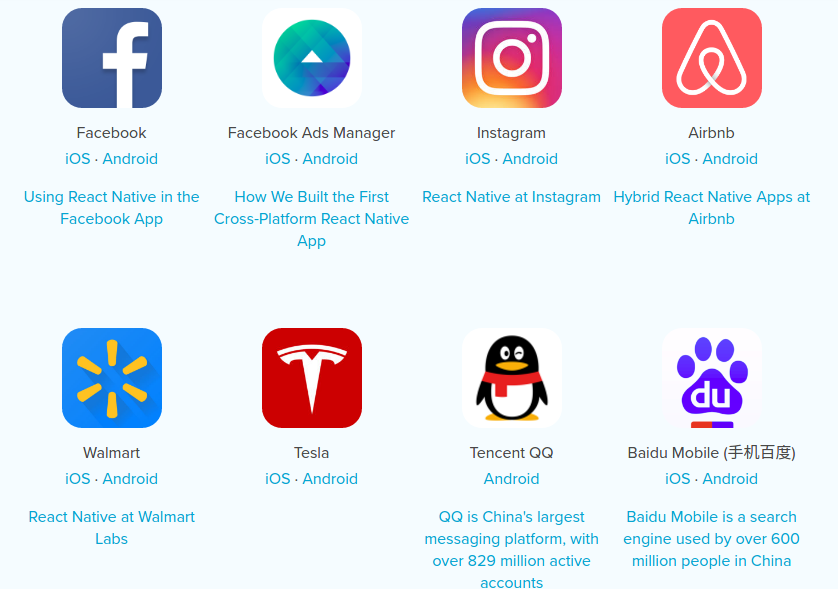 Facebook
Facebook Ads Manager
Instagram
Airbnb
iOS · Android
iOS · Android
iOS · Android
iOS · Android
Using React Native in the
Facebook App
How We Built the First
Cross-Platform React Native
App
React Native at Instagram
Hybrid React Native Apps at
Airbnb
du
Walmart
Tesla
Tencent QQ
Baidu Mobile (手机百度)
iOS · Android
iOS · Android
Android
iOS · Android
React Native at Walmart
Labs
QQ is China's largest
messaging platform, with
over 829 million active
accounts
Baidu Mobile is a search
engine used by over 600
million people in China